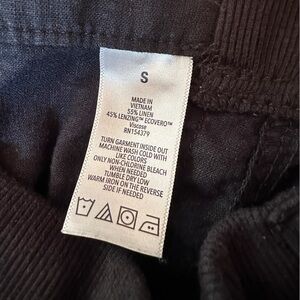 S
MADE IN
VIETNAM
55% LINEN
45% LENZING™ ECOVERO™
Viscose
RN154379
TURN GARMENT INSIDE OUT
MACHINE WASH COLD WITH
LIKE COLORS
ONLY NON-CHLORINE BLEACH
WHEN NEEDED
TUMBLE DRY LOW
WARM IRON ON THE REVERSE
SIDE IF NEEDED